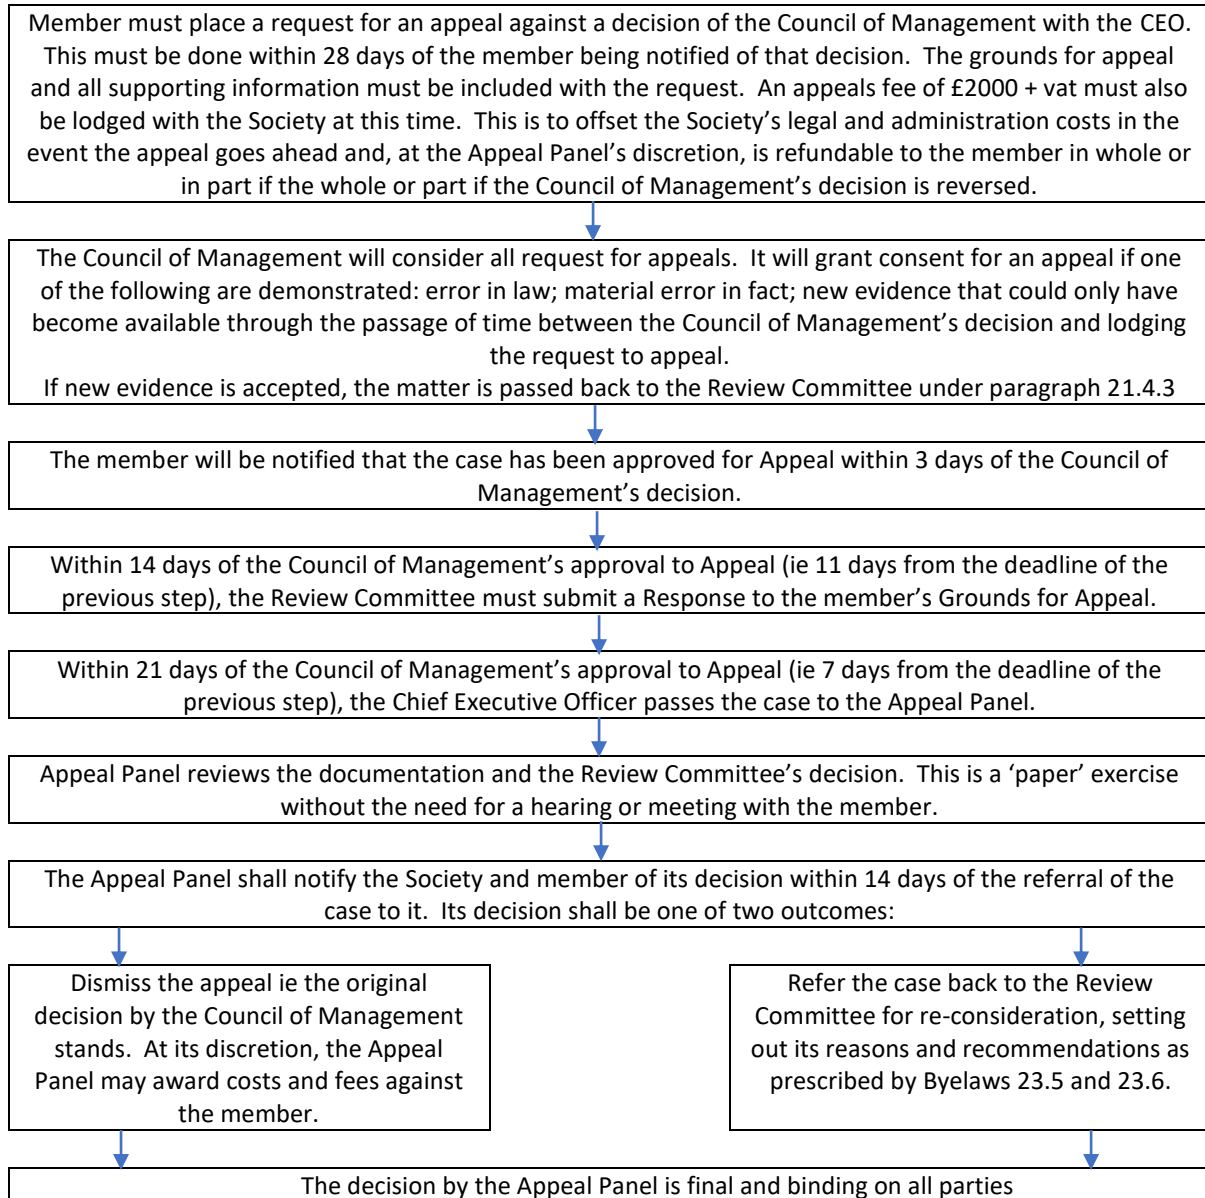 Member must place a request for an appeal against a decision of the Council of Management with the CEO.
This must be done within 28 days of the member being notified of that decision. The grounds for appeal
and all supporting information must be included with the request. An appeals fee of £2000 + vat must also
be lodged with the Society at this time. This is to offset the Society’s legal and administration costs in the
event the appeal goes ahead and, at the Appeal Panel’s discretion, is refundable to the member in whole or
in part if the whole or part if the Council of Management’s decision is reversed.
The Council of Management will consider all request for appeals. It will grant consent for an appeal if one
of the following are demonstrated: error in law; material error in fact; new evidence that could only have
become available through the passage of time between the Council of Management’s decision and lodging
the request to appeal.
If new evidence is accepted, the matter is passed back to the Review Committee under paragraph 21.4.3
The member will be notified that the case has been approved for Appeal within 3 days of the Council of
Management’s decision.
Within 14 days of the Council of Management’s approval to Appeal (ie 11 days from the deadline of the
previous step), the Review Committee must submit a Response to the member’s Grounds for Appeal.
Within 21 days of the Council of Management’s approval to Appeal (ie 7 days from the deadline of the
previous step), the Chief Executive Officer passes the case to the Appeal Panel.
Appeal Panel reviews the documentation and the Review Committee’s decision. This is a ‘paper’ exercise
without the need for a hearing or meeting with the member.
The Appeal Panel shall notify the Society and member of its decision within 14 days of the referral of the
case to it. Its decision shall be one of two outcomes:
Dismiss the appeal ie the original
decision by the Council of Management
stands. At its discretion, the Appeal
Panel may award costs and fees against
the member.
Refer the case back to the Review
Committee for re-consideration, setting
out its reasons and recommendations as
prescribed by Byelaws 23.5 and 23.6.
The decision by the Appeal Panel is final and binding on all parties